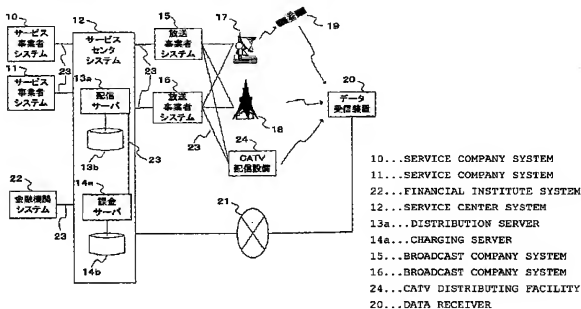 10
サービス
事業者
システム
11
サービス
事業者
システム
23
12
サービス
センタ
システム
13a
配信
サーバ
13b
23
14a
課金
サーバ
14b
22
金融機関
システム
23
15
放送
事業者
システム
23
16
放送
事業者
システム
23
17
18
19
24
CATV
配信設備
20
データ
受信装置
21
10...SERVICE COMPANY SYSTEM
11...SERVICE COMPANY SYSTEM
22...FINANCIAL INSTITUTE SYSTEM
12...SERVICE CENTER SYSTEM
13a...DISTRIBUTION SERVER
14a...CHARGING SERVER
15...BROADCAST COMPANY SYSTEM
16...BROADCAST COMPANY SYSTEM
24...CATV DISTRIBUTING FACILITY
20...DATA RECEIVER